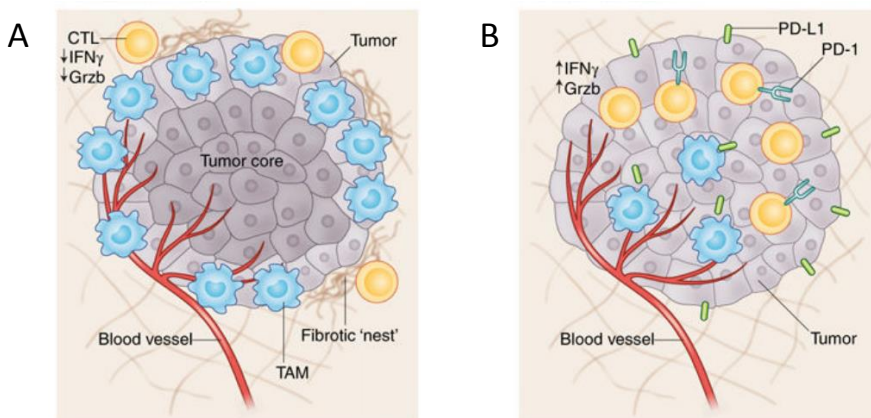 A
CTL
↓IFNγ
↓Grzb
Tumor
Tumor core
Blood vessel
Fibrotic 'nest'
TAM
B
PD-L1
PD-1
↑IFNγ
↑Grzb
Blood vessel
Tumor